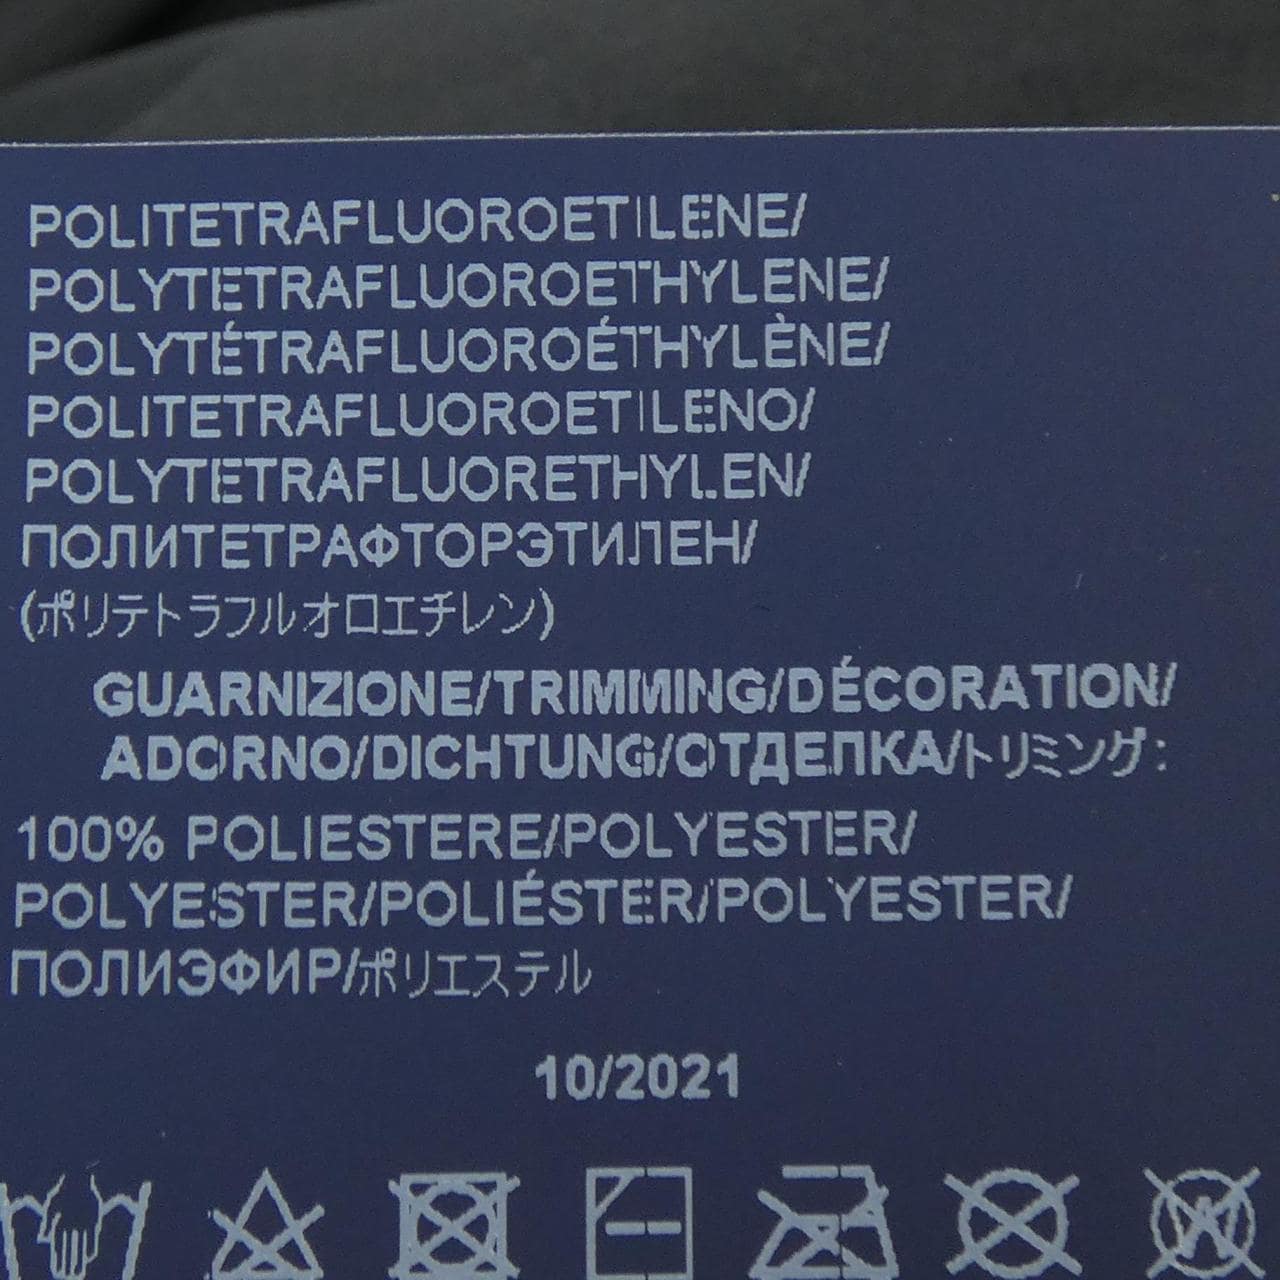 POLITETRAFLUOROETILENE/
POLYTETRAFLUOROETHYLENE/
POLYTÉTRAFLUOROÉTHYLÈNE/
POLITETRAFLUOROETILENO/
POLYTETRAFLUORETHYLEN/
ПОЛИТЕТРАФТОРЭТИЛЕН/
(ポリテトラフルオロエチレン)
GUARNIZIONE/TRIMMING/DÉCORATION/
ADORNO/DICHTUNG/ОТДЕЛКА/トリミング:
100% POLIESTERE/POLYESTER/
POLYESTER/POLIÉSTER/POLYESTER/
ПОЛИЭФИР/ポリエステル
10/2021
W